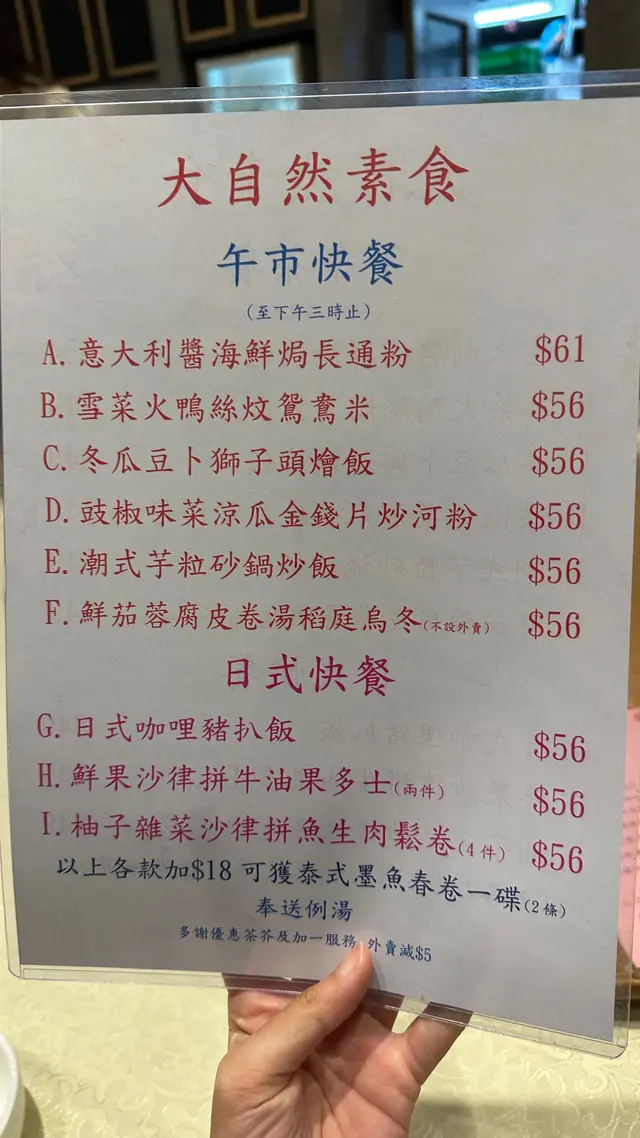 大自然素食
午市快餐
(至下午三時止)
A. 意大利醬海鮮焗長通粉 $61
B. 雪菜火鴨絲炆鴛鴦米 $56
C. 冬瓜豆卜獅子頭燴飯 $56
D. 豉椒味菜涼瓜金錢片炒河粉 $56
E. 潮式芋粒砂鍋炒飯 $56
F. 鮮茄蓉腐皮卷湯稻庭烏冬(不設外賣) $56
日式快餐
G. 日式咖哩豬扒飯 $56
H. 鮮果沙律拼牛油果多士(兩件) $56
I. 柚子雜菜沙律拼魚生肉鬆卷(4件) $56
以上各款加$18 可獲泰式墨魚春卷一碟(2條)
奉送例湯
多謝優惠茶芥及加一服務 外賣減$5